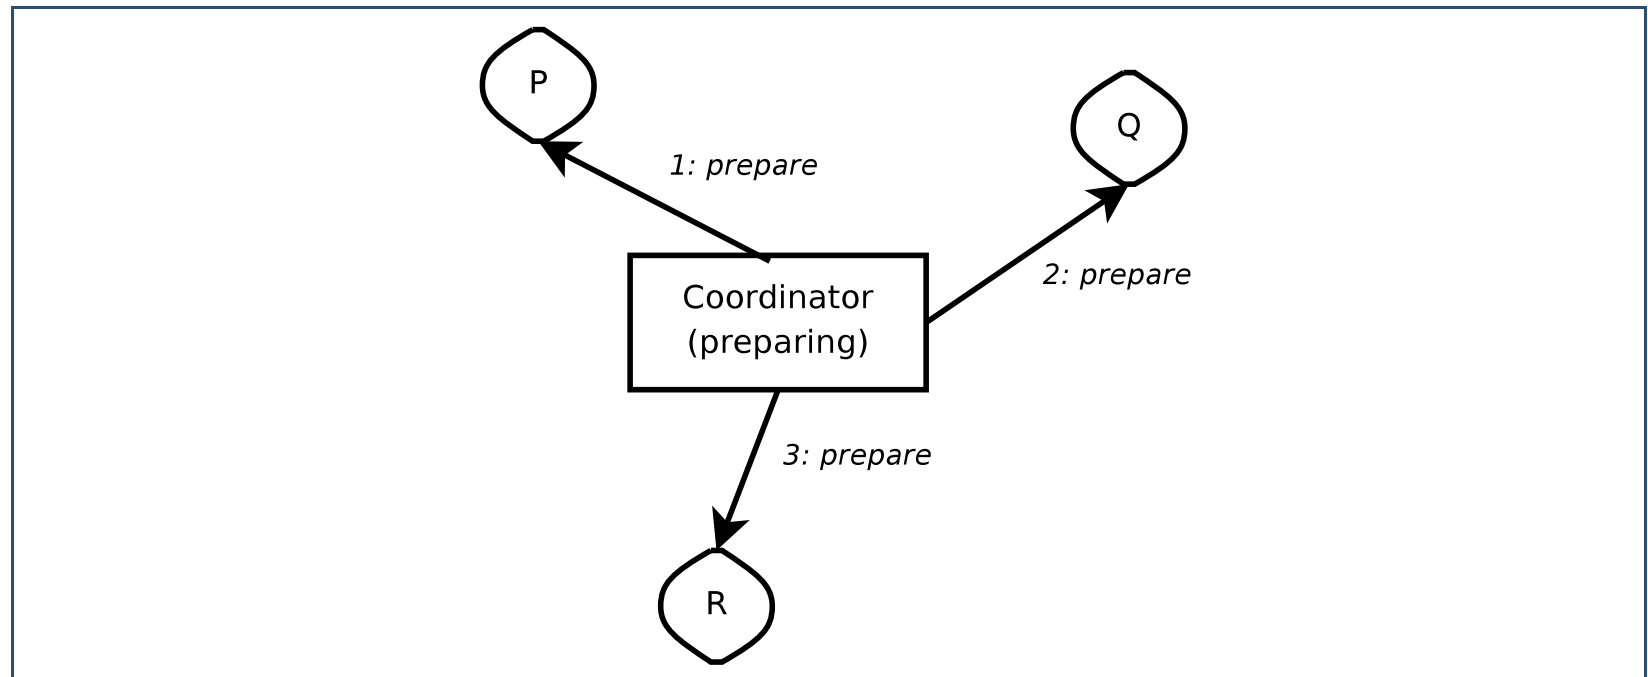 P
Q
1: prepare
2: prepare
Coordinator
(preparing)
3: prepare
R